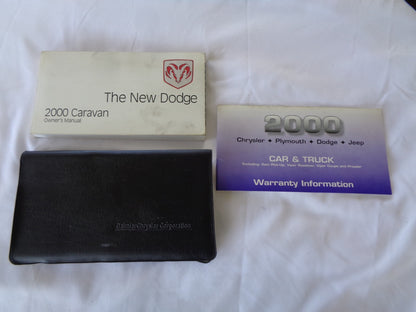 The New Dodge
2000 Caravan
Owner's Manual
2000
Chrysler ✦ Plymouth ✦ Dodge ✦ Jeep
CAR & TRUCK
Warranty Information
DaimlerChrysler Corporation